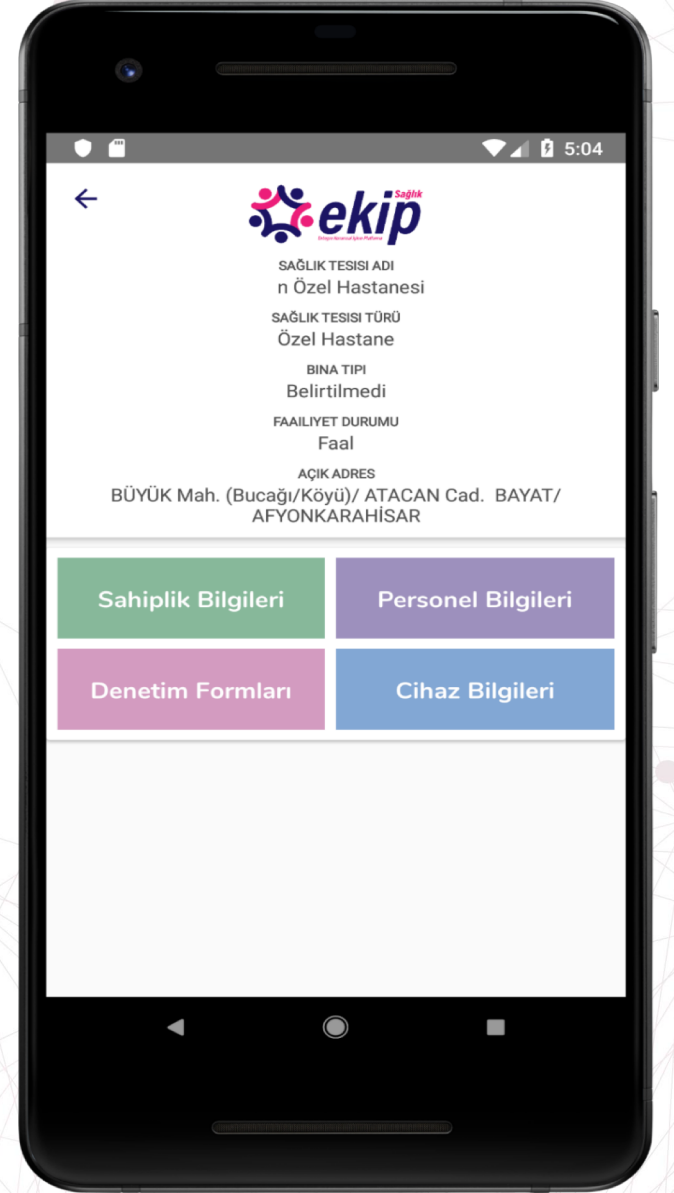 5:04
Sağlık
ekip
SAĞLIK TESISI ADI
n Özel Hastanesi
SAĞLIK TESISI TÜRÜ
Özel Hastane
BINA TIPI
Belirtilmedi
FAAILIYET DURUMU
Faal
AÇIK ADRES
BÜYÜK Mah. (Bucağı/Köyü)/ ATACAN Cad. BAYAT/
AFYONKARAHİSAR
Sahiplik Bilgileri
Personel Bilgileri
Denetim Formları
Cihaz Bilgileri